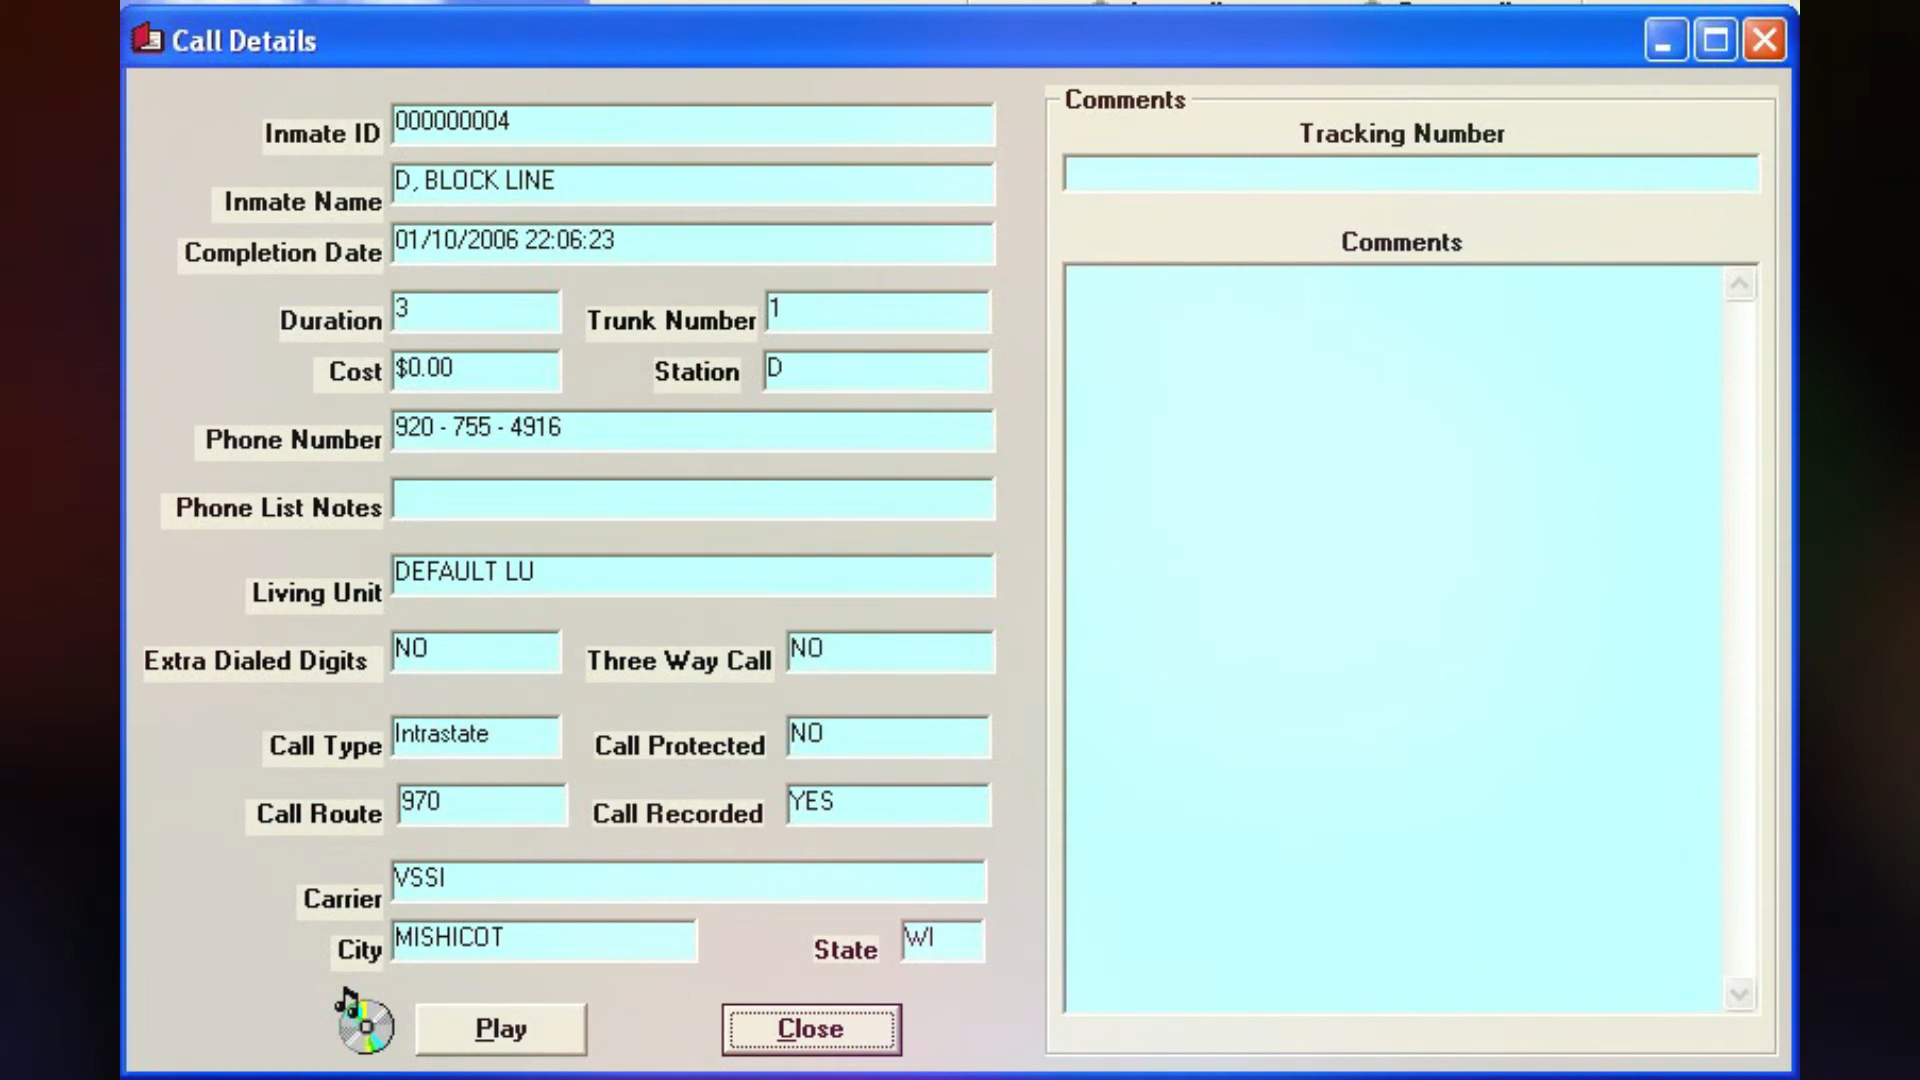 Call Details
Inmate ID 000000004
Inmate Name D, BLOCK LINE
Completion Date 01/10/2006 22:06:23
Duration 3 Trunk Number 1
Cost $0.00 Station D
Phone Number 920 - 755 - 4916
Phone List Notes
Living Unit DEFAULT LU
Extra Dialed Digits NO Three Way Call NO
Call Type Intrastate Call Protected NO
Call Route 970 Call Recorded YES
Carrier VSSI
City MISHICOT State WI
Play Close
Comments
Tracking Number
Comments